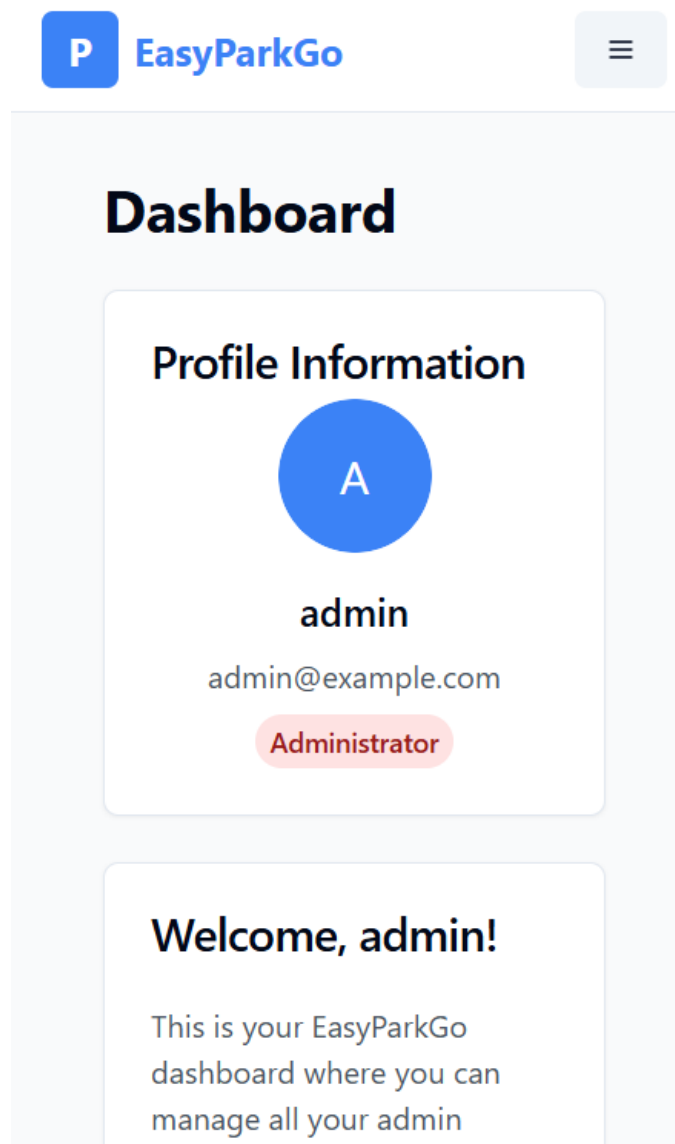 P EasyParkGo
Dashboard
Profile Information
A
admin
admin@example.com
Administrator
Welcome, admin!
This is your EasyParkGo
dashboard where you can
manage all your admin